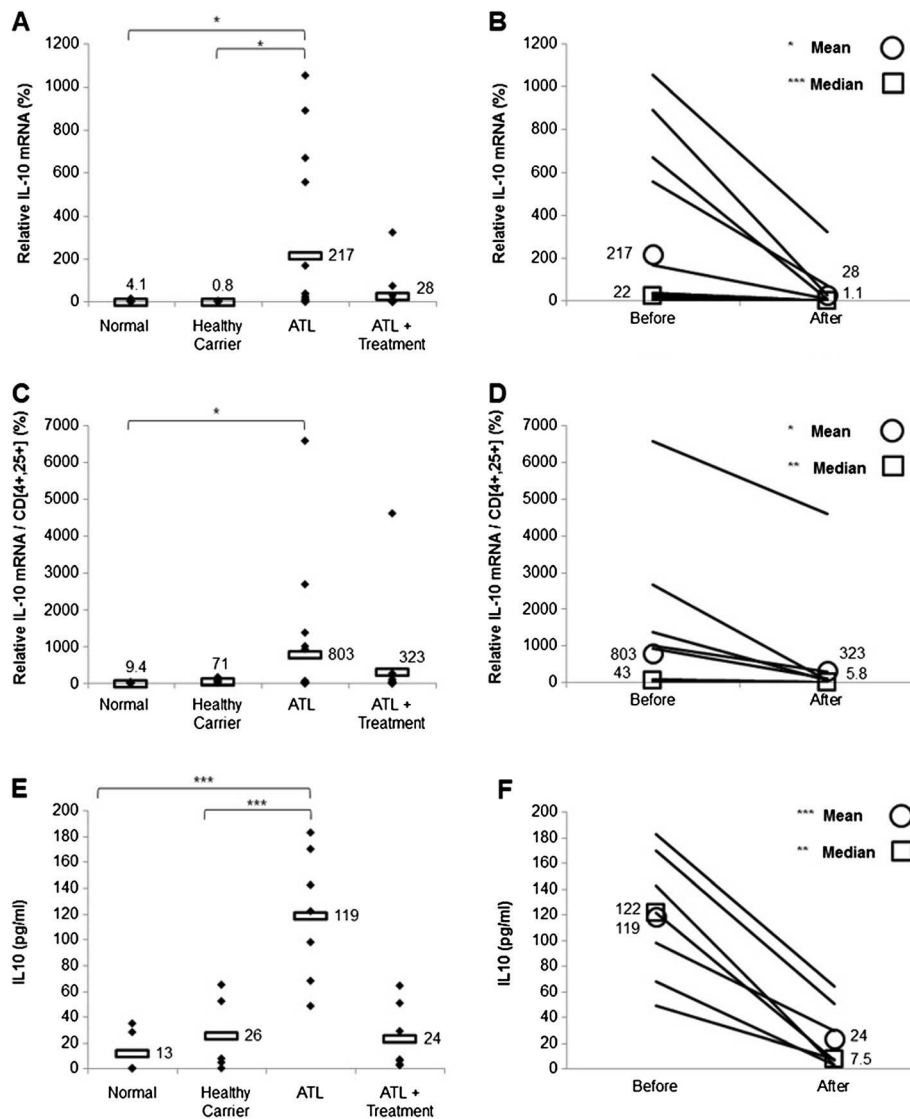 A
Relative IL-10 mRNA (%)
1200
1000
800
600
400
200
0
*
*
4.1
0.8
217
28
Normal
Healthy
Carrier
ATL
ATL +
Treatment
B
Relative IL-10 mRNA (%)
1200
1000
800
600
400
200
0
* Mean
*** Median
217
22
28
1.1
Before
After
C
Relative IL-10 mRNA / CD[4+,25+] (%)
7000
6000
5000
4000
3000
2000
1000
0
*
9.4
71
803
323
Normal
Healthy
Carrier
ATL
ATL +
Treatment
D
Relative IL-10 mRNA / CD[4+,25+] (%)
7000
6000
5000
4000
3000
2000
1000
0
* Mean
** Median
803
43
323
5.8
Before
After
E
IL10 (pg/ml)
200
180
160
140
120
100
80
60
40
20
0
***
***
13
26
119
24
Normal
Healthy
Carrier
ATL
ATL +
Treatment
F
IL10 (pg/ml)
200
180
160
140
120
100
80
60
40
20
0
*** Mean
** Median
122
119
24
7.5
Before
After